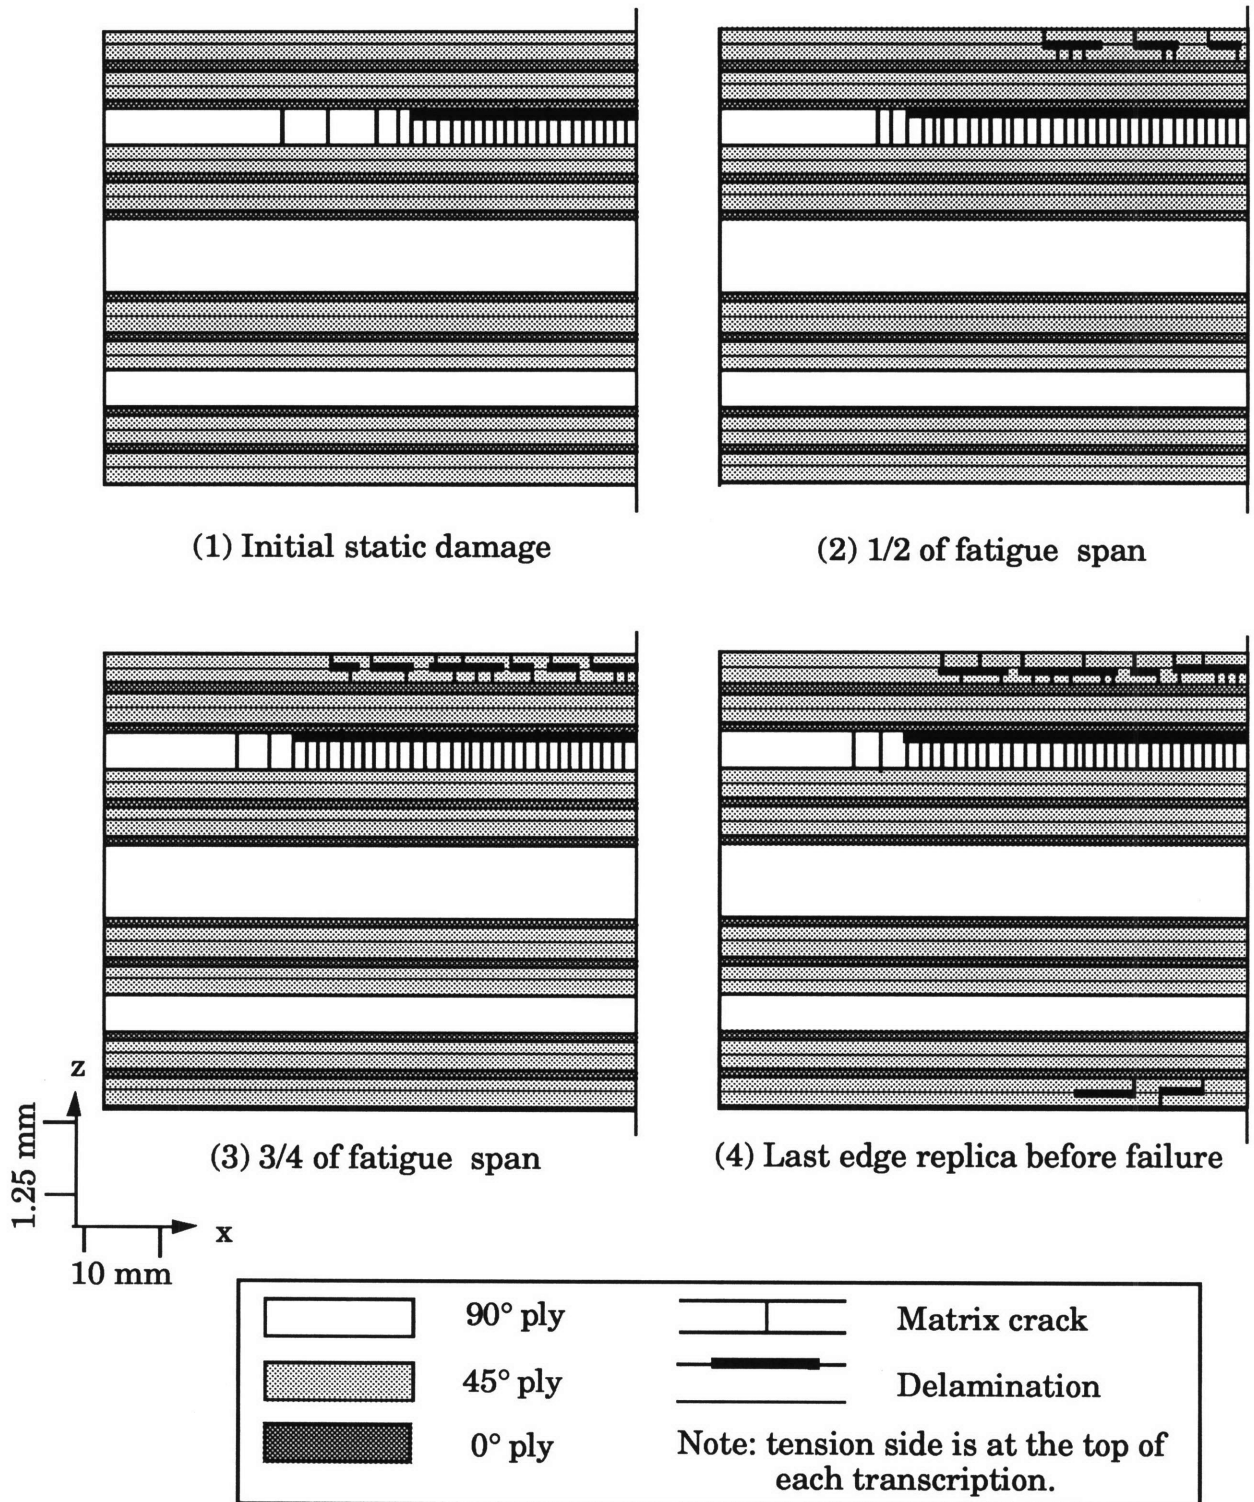 (1) Initial static damage
(2) 1/2 of fatigue span
(3) 3/4 of fatigue span
(4) Last edge replica before failure
z
1.25 mm
x
10 mm
90° ply
Matrix crack
45° ply
Delamination
0° ply
Note: tension side is at the top of
each transcription.